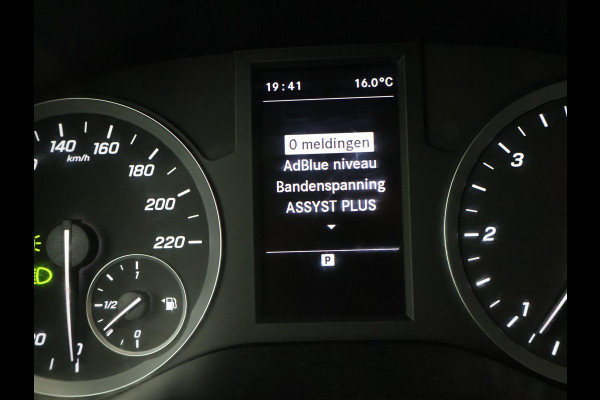 19:41 16.0°C
0 meldingen
AdBlue niveau
Bandenspanning
ASSYST PLUS
P
140 160
km/h
180
200
220
1
1/2
0
3
2
1